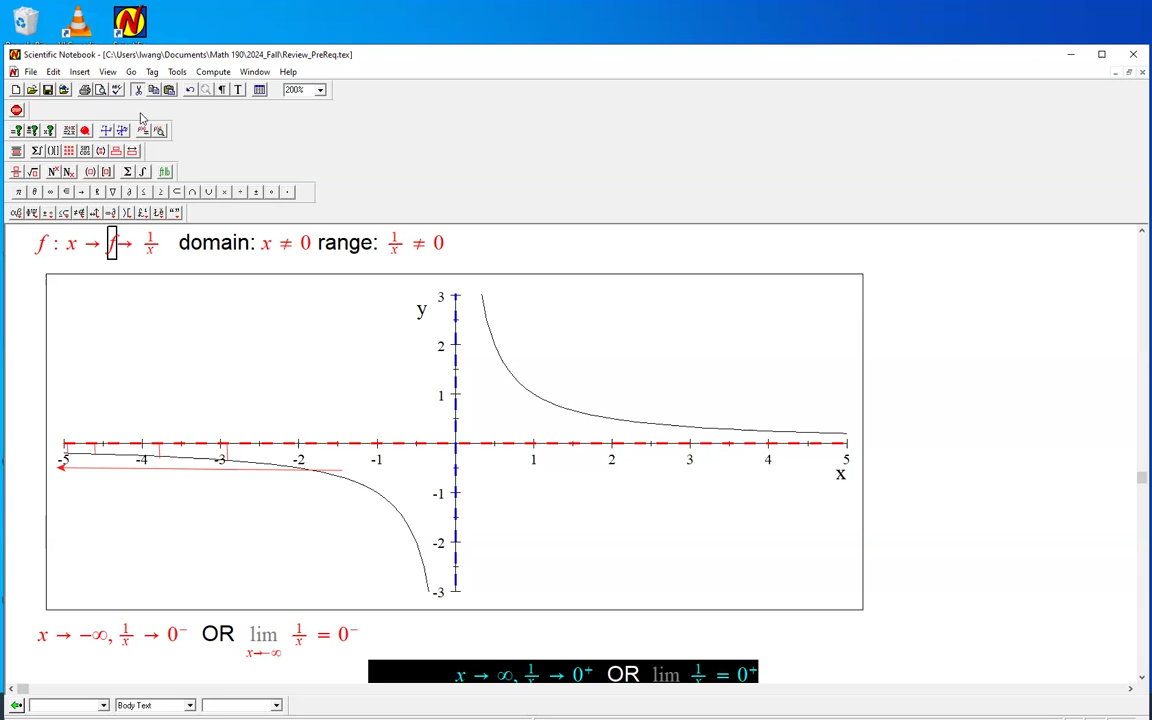 Scientific Notebook - [C:\Users\lwang\Documents\Math 190\2024_Fall\Review_PreReq.tex]
File Edit Insert View Go Tag Tools Compute Window Help
200%
π θ ∞ ∈ → ℓ ∇ ∂ ≤ ≥ ⊂ ∩ ∪ × ÷ ± ∘ ·
f : x → f → 1/x domain: x ≠ 0 range: 1/x ≠ 0
3
y
2
1
-5 -4 -3 -2 -1 1 2 3 4 5
x
-1
-2
-3
x → −∞, 1/x → 0⁻ OR lim x→−∞ 1/x = 0⁻
x → ∞, 1/x → 0⁺ OR lim 1/x = 0⁺
Body Text